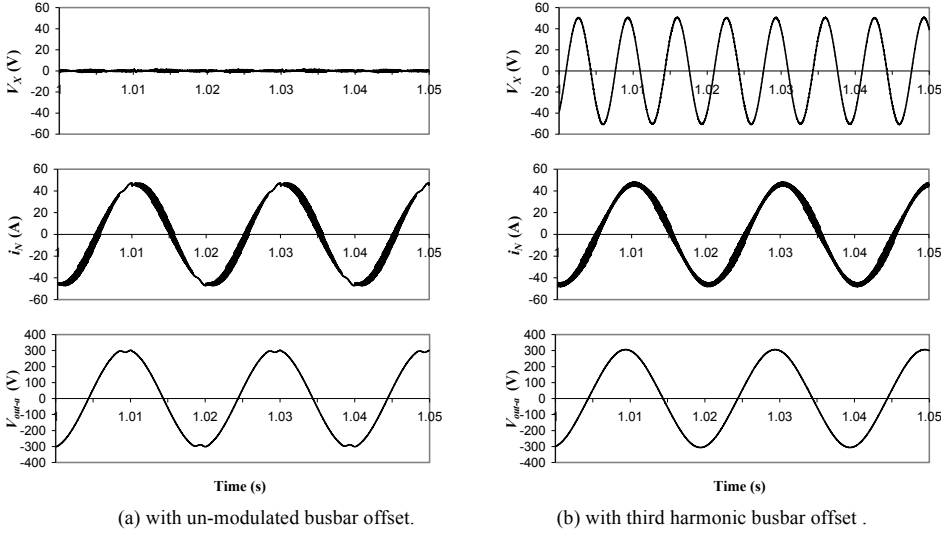 60
40
20
0
-20
-40
-60
V_X (V)
1 1.01 1.02 1.03 1.04 1.05
60
40
20
0
-20
-40
-60
i_N (A)
1 1.01 1.02 1.03 1.04 1.05
400
300
200
100
0
-100
-200
-300
-400
V_out-a (V)
1 1.01 1.02 1.03 1.04 1.05
Time (s)
(a) with un-modulated busbar offset.
60
40
20
0
-20
-40
-60
V_X (V)
1 1.01 1.02 1.03 1.04 1.05
60
40
20
0
-20
-40
-60
i_N (A)
1 1.01 1.02 1.03 1.04 1.05
400
300
200
100
0
-100
-200
-300
-400
V_out-a (V)
1 1.01 1.02 1.03 1.04 1.05
Time (s)
(b) with third harmonic busbar offset .